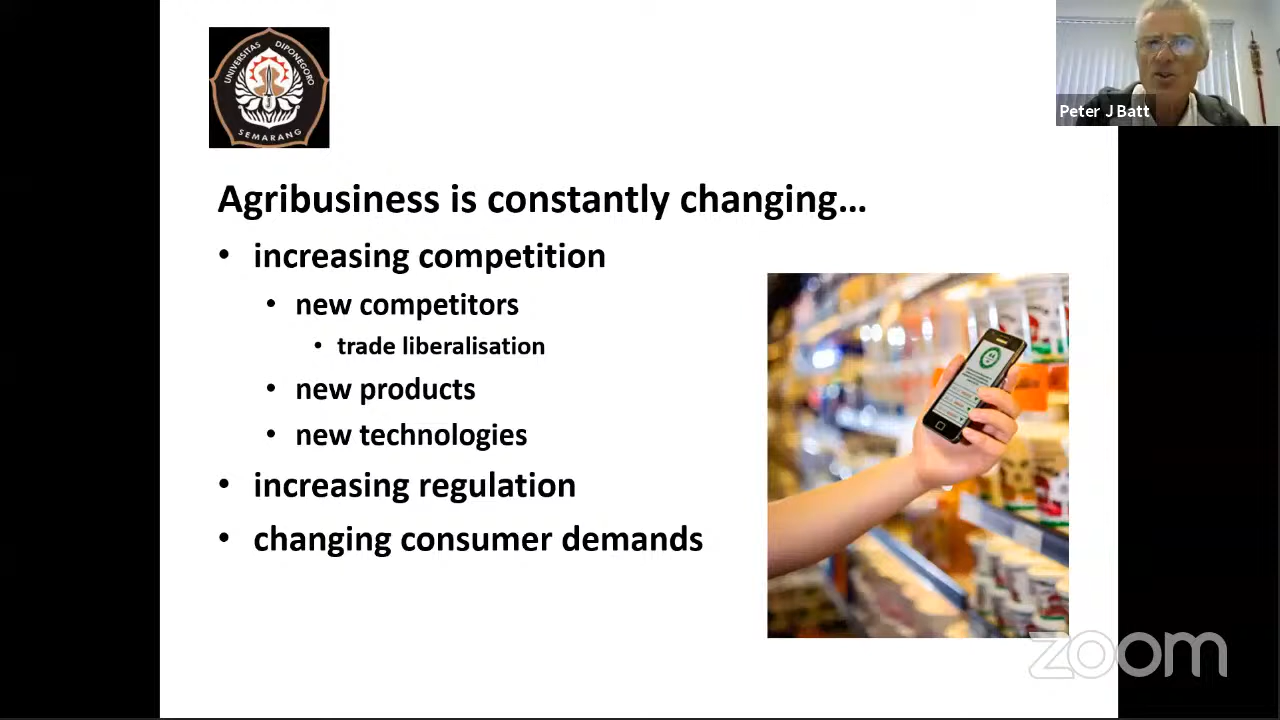 UNIVERSITAS DIPONEGORO
SEMARANG
Peter J Batt
Agribusiness is constantly changing…
• increasing competition
• new competitors
• trade liberalisation
• new products
• new technologies
• increasing regulation
• changing consumer demands
zoom